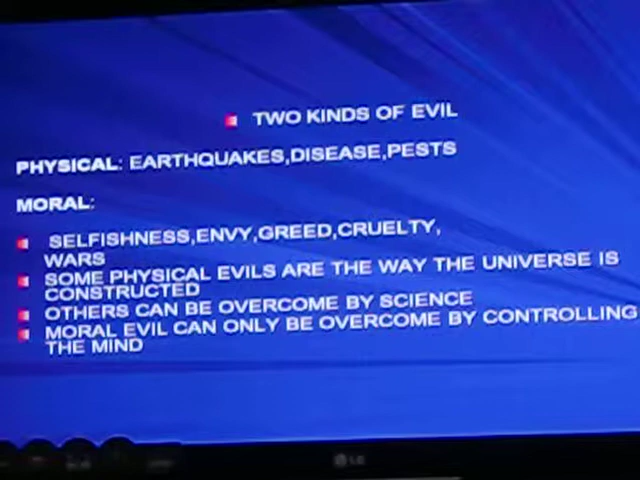 TWO KINDS OF EVIL
PHYSICAL: EARTHQUAKES,DISEASE,PESTS
MORAL:
SELFISHNESS,ENVY,GREED,CRUELTY,
WARS
SOME PHYSICAL EVILS ARE THE WAY THE UNIVERSE IS
CONSTRUCTED
OTHERS CAN BE OVERCOME BY SCIENCE
MORAL EVIL CAN ONLY BE OVERCOME BY CONTROLLING
THE MIND
LG